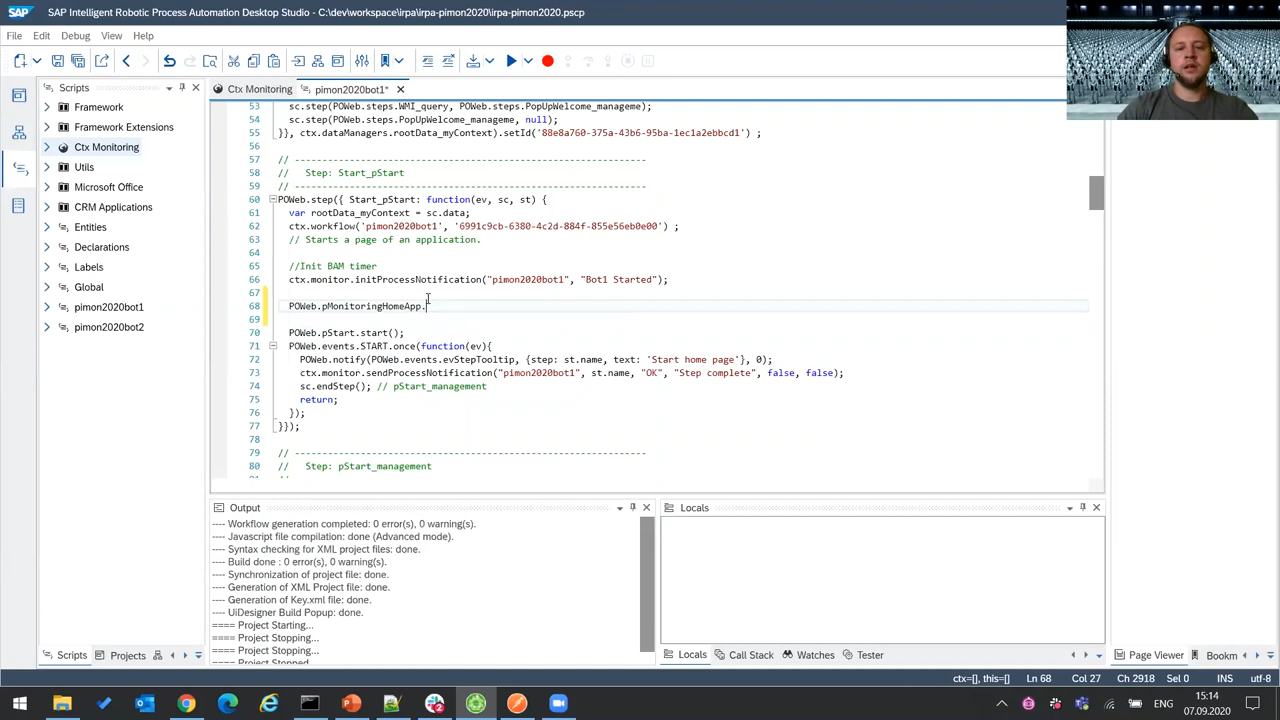 SAP Intelligent Robotic Process Automation Desktop Studio - C:\dev\workspace\irpa\irpa-pimon2020\irpa-pimon2020.pscp
File Edit Debug View Help
Scripts
Framework
Framework Extensions
Ctx Monitoring
Utils
Microsoft Office
CRM Applications
Entities
Declarations
Labels
Global
pimon2020bot1
pimon2020bot2
Scripts Projects
Ctx Monitoring pimon2020bot1*
53 sc.step(POWeb.steps.WMI_query, POWeb.steps.PopUpWelcome_manageme);
54 sc.step(POWeb.steps.PopUpWelcome_manageme, null);
55 }}, ctx.dataManagers.rootData_myContext).setId('88e8a760-375a-43b6-95ba-1ec1a2ebbcd1') ;
56
57 // ----------------------------------------------------------------
58 // Step: Start_pStart
59 // ----------------------------------------------------------------
60 POWeb.step({ Start_pStart: function(ev, sc, st) {
61 var rootData_myContext = sc.data;
62 ctx.workflow('pimon2020bot1', '6991c9cb-6380-4c2d-884f-855e56eb0e00') ;
63 // Starts a page of an application.
64
65 //Init BAM timer
66 ctx.monitor.initProcessNotification("pimon2020bot1", "Bot1 Started");
67
68 POWeb.pMonitoringHomeApp.
69
70 POWeb.pStart.start();
71 POWeb.events.START.once(function(ev){
72 POWeb.notify(POWeb.events.evStepTooltip, {step: st.name, text: 'Start home page'}, 0);
73 ctx.monitor.sendProcessNotification("pimon2020bot1", st.name, "OK", "Step complete", false, false);
74 sc.endStep(); // pStart_management
75 return;
76 });
77 }});
78
79 // ----------------------------------------------------------------
80 // Step: pStart_management
Output
---- Workflow generation completed: 0 error(s), 0 warning(s).
---- Javascript file compilation: done (Advanced mode).
---- Syntax checking for XML project files: done.
---- Build done : 0 error(s), 0 warning(s).
---- Synchronization of project file: done.
---- Generation of XML Project file: done.
---- Generation of Key.xml file: done.
---- UiDesigner Build Popup: done.
==== Project Starting...
==== Project Stopping...
==== Project Stopping...
==== Project Stopped
Locals
Locals Call Stack Watches Tester
Page Viewer Bookm
ctx=[], this=[] Ln 68 Col 27 Ch 2918 Sel 0 INS utf-8
ENG 15:14
07.09.2020